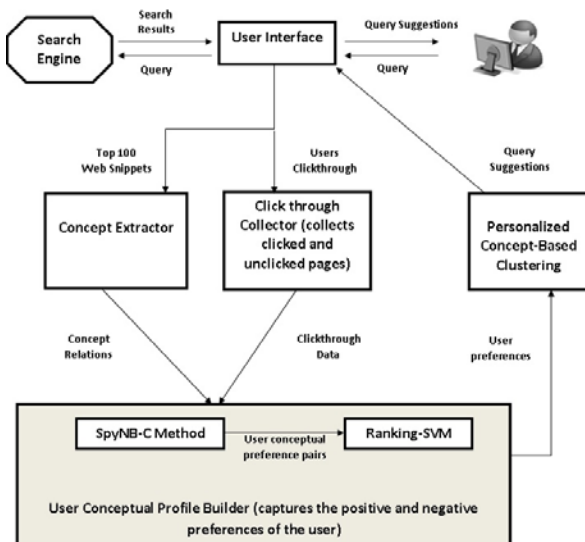 Search
Results
Query Suggestions
Search
Engine
User Interface
Query
Query
Top 100
Web Snippets
Users
Clickthrough
Query
Suggestions
Concept Extractor
Click through
Collector (collects
clicked and
unclicked pages)
Personalized
Concept-Based
Clustering
Concept
Relations
Clickthrough
Data
User
preferences
SpyNB-C Method
User conceptual
preference pairs
Ranking-SVM
User Conceptual Profile Builder (captures the positive and negative
preferences of the user)